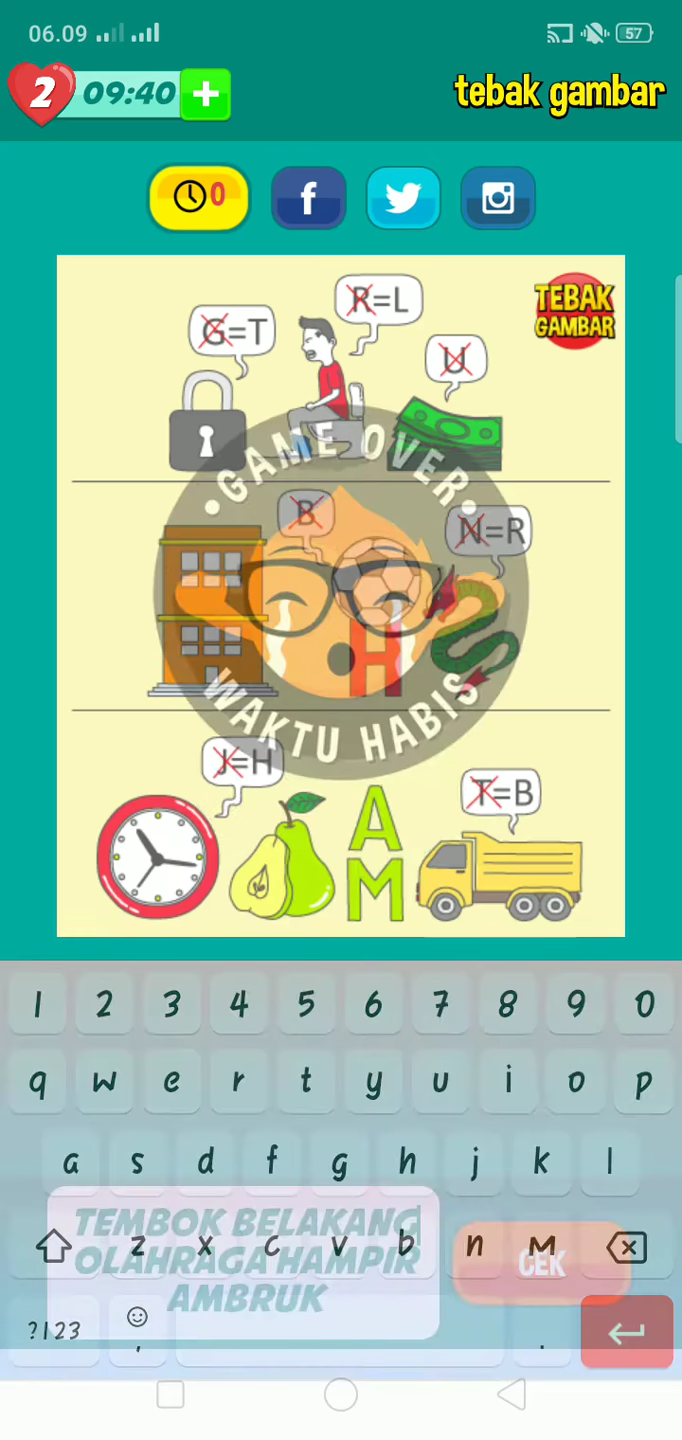 06.09
57
2
09:40
+
tebak gambar
0
f
G=T
R=L
U
TEBAK
GAMBAR
GAME OVER
B
N=R
H
WAKTU HABIS
J=H
T=B
A
M
1 2 3 4 5 6 7 8 9 0
q w e r t y u i o p
a s d f g h j k l
z x c v b n m
?123 , .
TEMBOK BELAKANG
OLAHRAGA HAMPIR
AMBRUK
CEK